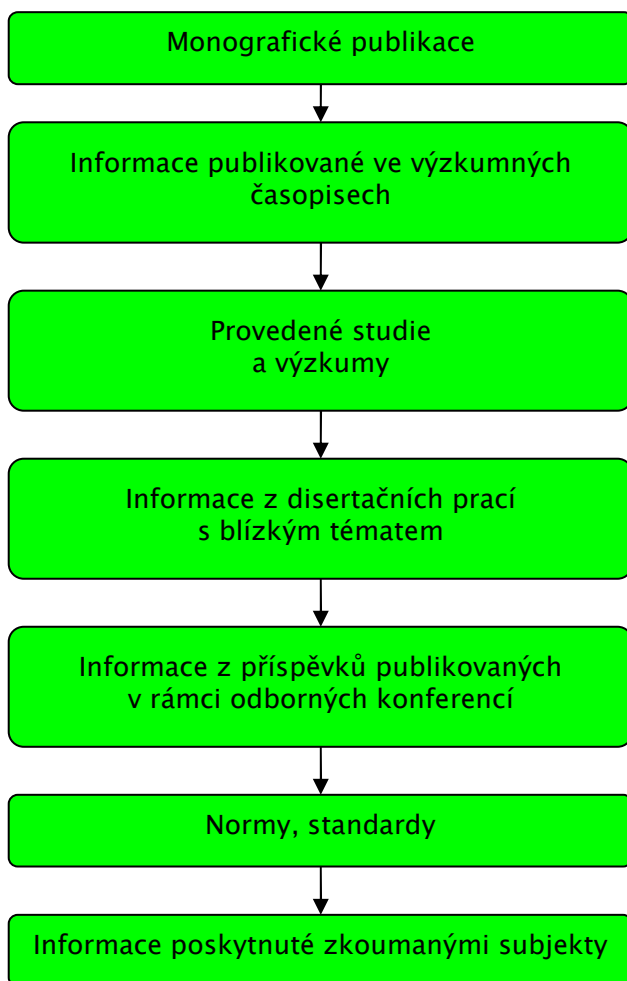 Monografické publikace
Informace publikované ve výzkumných
časopisech
Provedené studie
a výzkumy
Informace z disertačních prací
s blízkým tématem
Informace z příspěvků publikovaných
v rámci odborných konferencí
Normy, standardy
Informace poskytnuté zkoumanými subjekty